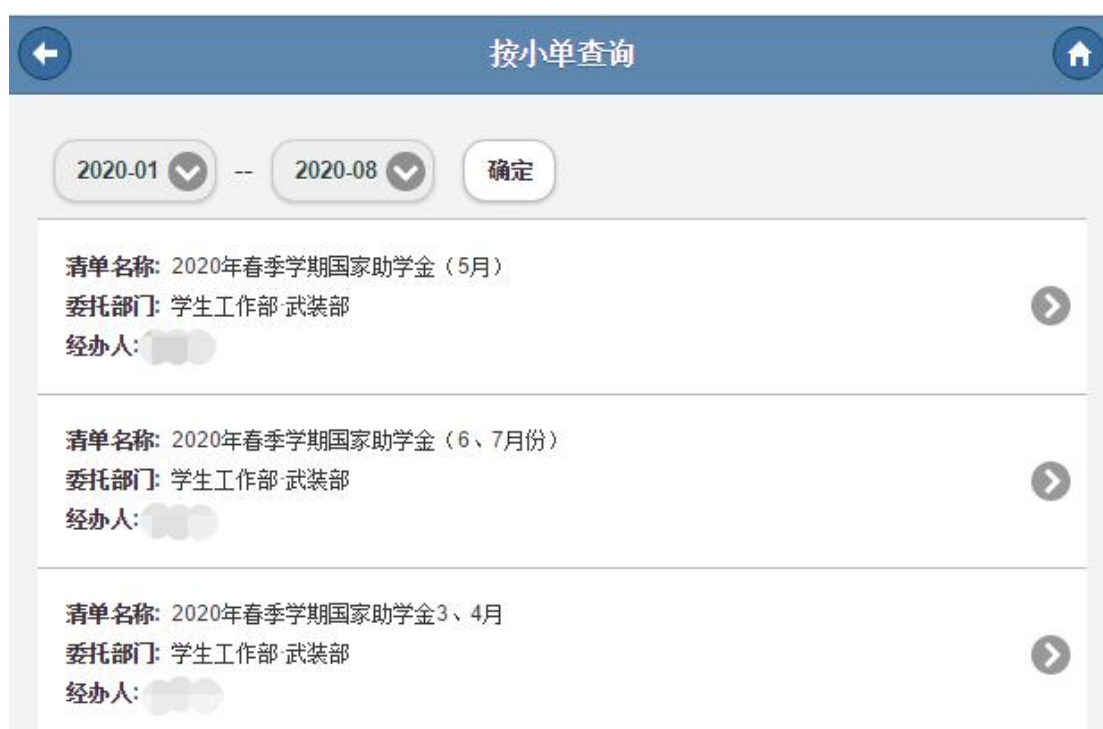 按小单查询
2020-01 -- 2020-08 确定
清单名称: 2020年春季学期国家助学金（5月）
委托部门: 学生工作部·武装部
经办人:
清单名称: 2020年春季学期国家助学金（6、7月份）
委托部门: 学生工作部·武装部
经办人:
清单名称: 2020年春季学期国家助学金3、4月
委托部门: 学生工作部·武装部
经办人: